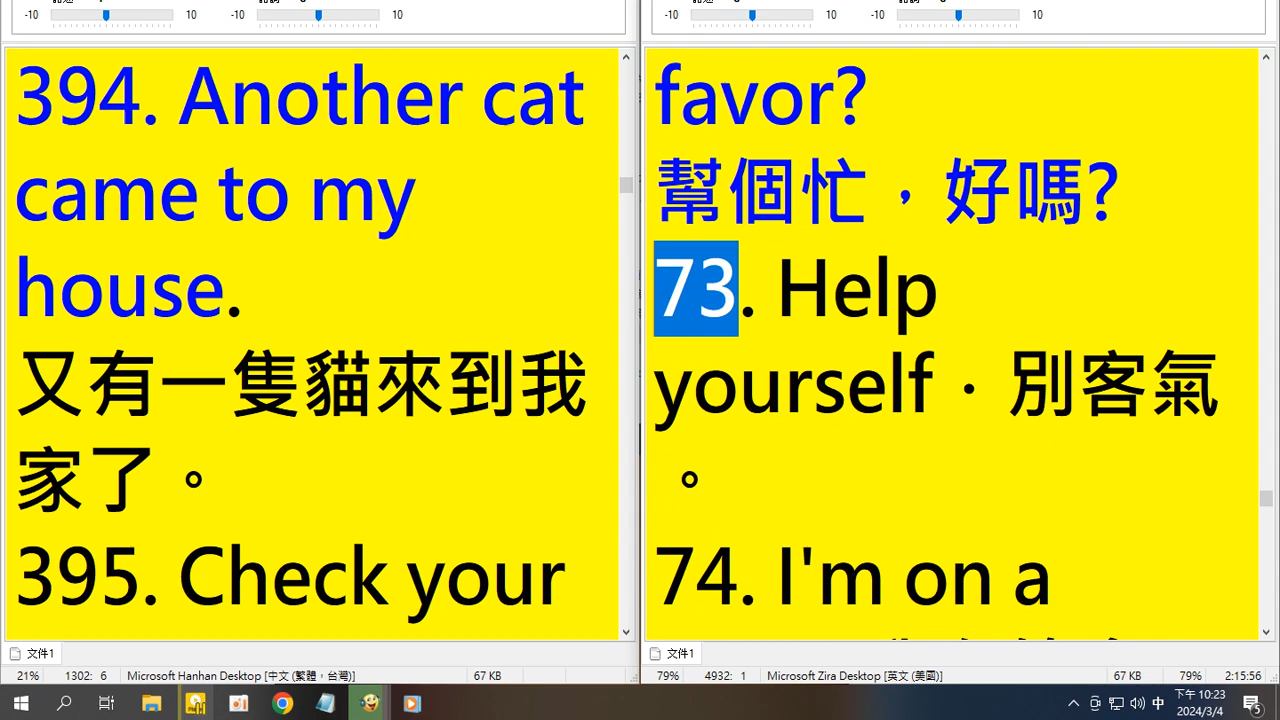 -10 10 -10 10
394. Another cat
came to my
house.
又有一隻貓來到我
家了。
395. Check your
文件1
21% 1302: 6 Microsoft Hanhan Desktop [中文 (繁體，台灣)] 67 KB
-10 10 -10 10
favor?
幫個忙，好嗎?
73. Help
yourself． 別客氣
。
74. I'm on a
文件1
79% 4932: 1 Microsoft Zira Desktop [英文 (美國)] 67 KB 79% 2:15:56
中 下午 10:23
2024/3/4
5